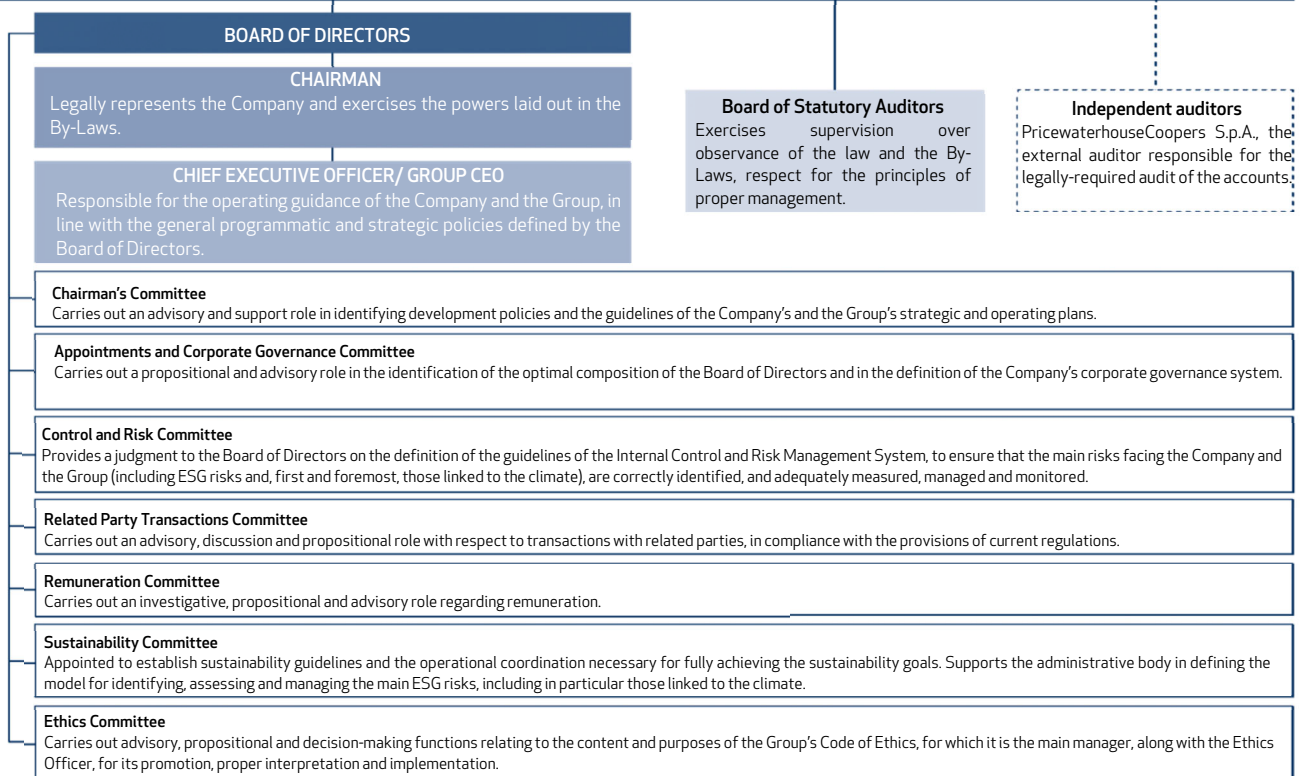 BOARD OF DIRECTORS
CHAIRMAN
Legally represents the Company and exercises the powers laid out in the
By-Laws.
CHIEF EXECUTIVE OFFICER/ GROUP CEO
Responsible for the operating guidance of the Company and the Group, in
line with the general programmatic and strategic policies defined by the
Board of Directors.
Board of Statutory Auditors
Exercises supervision over
observance of the law and the By-
Laws, respect for the principles of
proper management.
Independent auditors
PricewaterhouseCoopers S.p.A., the
external auditor responsible for the
legally-required audit of the accounts.
Chairman's Committee
Carries out an advisory and support role in identifying development policies and the guidelines of the Company's and the Group's strategic and operating plans.
Appointments and Corporate Governance Committee
Carries out a propositional and advisory role in the identification of the optimal composition of the Board of Directors and in the definition of the Company's corporate governance system.
Control and Risk Committee
Provides a judgment to the Board of Directors on the definition of the guidelines of the Internal Control and Risk Management System, to ensure that the main risks facing the Company and
the Group (including ESG risks and, first and foremost, those linked to the climate), are correctly identified, and adequately measured, managed and monitored.
Related Party Transactions Committee
Carries out an advisory, discussion and propositional role with respect to transactions with related parties, in compliance with the provisions of current regulations.
Remuneration Committee
Carries out an investigative, propositional and advisory role regarding remuneration.
Sustainability Committee
Appointed to establish sustainability guidelines and the operational coordination necessary for fully achieving the sustainability goals. Supports the administrative body in defining the
model for identifying, assessing and managing the main ESG risks, including in particular those linked to the climate.
Ethics Committee
Carries out advisory, propositional and decision-making functions relating to the content and purposes of the Group's Code of Ethics, for which it is the main manager, along with the Ethics
Officer, for its promotion, proper interpretation and implementation.